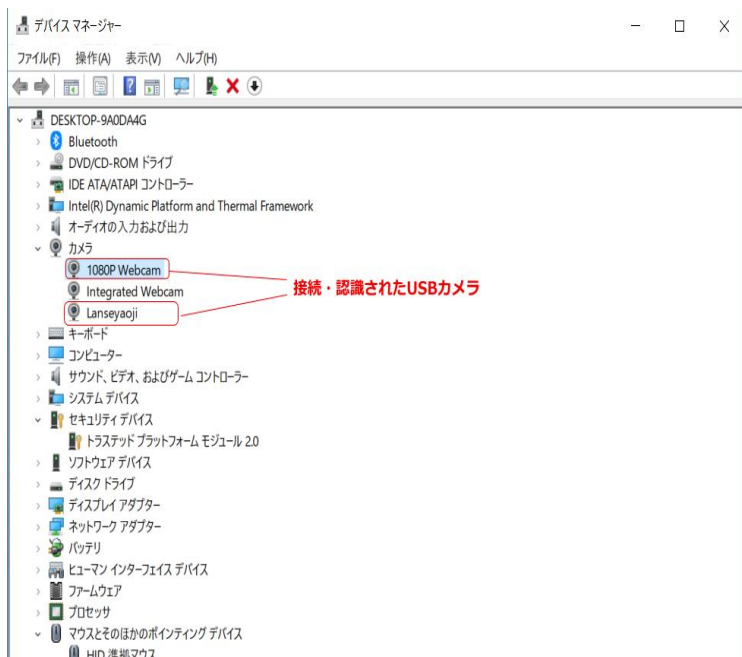 デバイス マネージャー
ファイル(F) 操作(A) 表示(V) ヘルプ(H)
DESKTOP-9A0DA4G
Bluetooth
DVD/CD-ROM ドライブ
IDE ATA/ATAPI コントローラー
Intel(R) Dynamic Platform and Thermal Framework
オーディオの入力および出力
カメラ
1080P Webcam
Integrated Webcam
接続・認識されたUSBカメラ
Lanseyaoji
キーボード
コンピューター
サウンド、ビデオ、およびゲーム コントローラー
システム デバイス
セキュリティ デバイス
トラステッド プラットフォーム モジュール 2.0
ソフトウェア デバイス
ディスク ドライブ
ディスプレイ アダプター
ネットワーク アダプター
バッテリ
ヒューマン インターフェイス デバイス
ファームウェア
プロセッサ
マウスとそのほかのポインティング デバイス
HID 準拠マウス